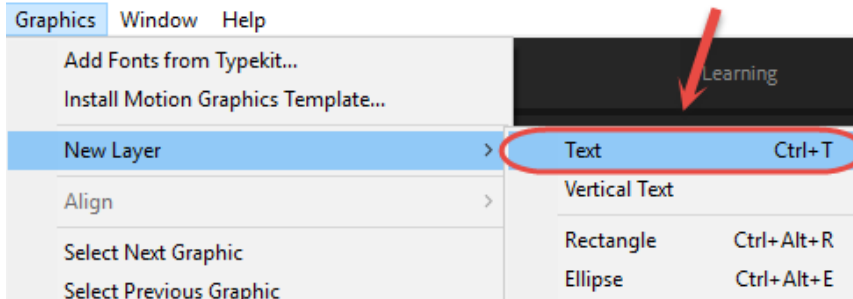 Graphics Window Help
Add Fonts from Typekit...
Learning
Install Motion Graphics Template...
New Layer > Text Ctrl+T
Vertical Text
Align >
Rectangle Ctrl+Alt+R
Select Next Graphic
Ellipse Ctrl+Alt+E
Select Previous Graphic